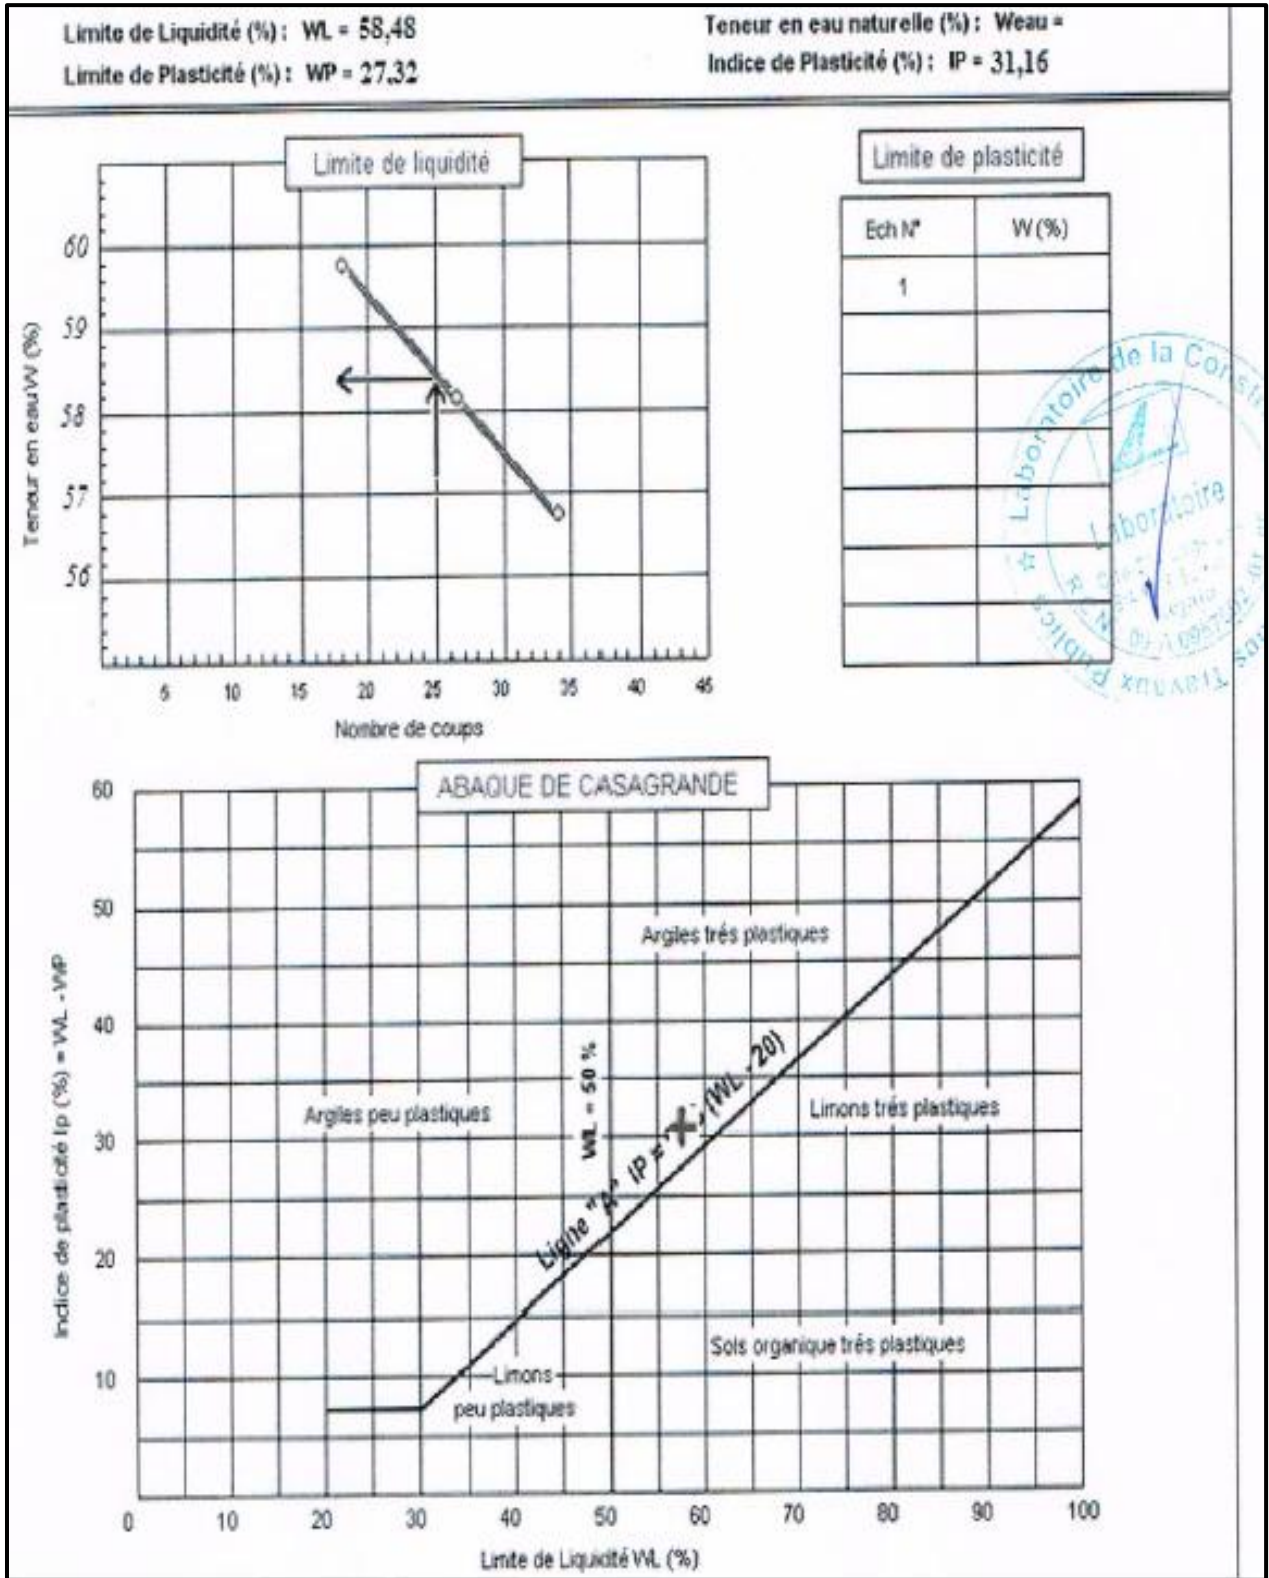 Limite de Liquidité (%) : WL = 58,48
Teneur en eau naturelle (%) : Weau =
Limite de Plasticité (%) : WP = 27,32
Indice de Plasticité (%) : IP = 31,16
Limite de liquidité
Limite de plasticité
Ech N° W (%)
1
Teneur en eau W (%)
60
59
58
57
56
5 10 15 20 25 30 35 40 45
Nombre de coups
Laboratoire de la
Laboratoire
Travaux Publics
ABAQUE DE CASAGRANDE
Indice de plasticité Ip (%) = WL - WP
60
50
40
30
20
10
Argiles trés plastiques
Argiles peu plastiques
WL = 50 %
Ligne "A" IP = (WL - 20)
Limons trés plastiques
Sols organique trés plastiques
Limons
peu plastiques
0 10 20 30 40 50 60 70 80 90 100
Limite de Liquidité WL (%)